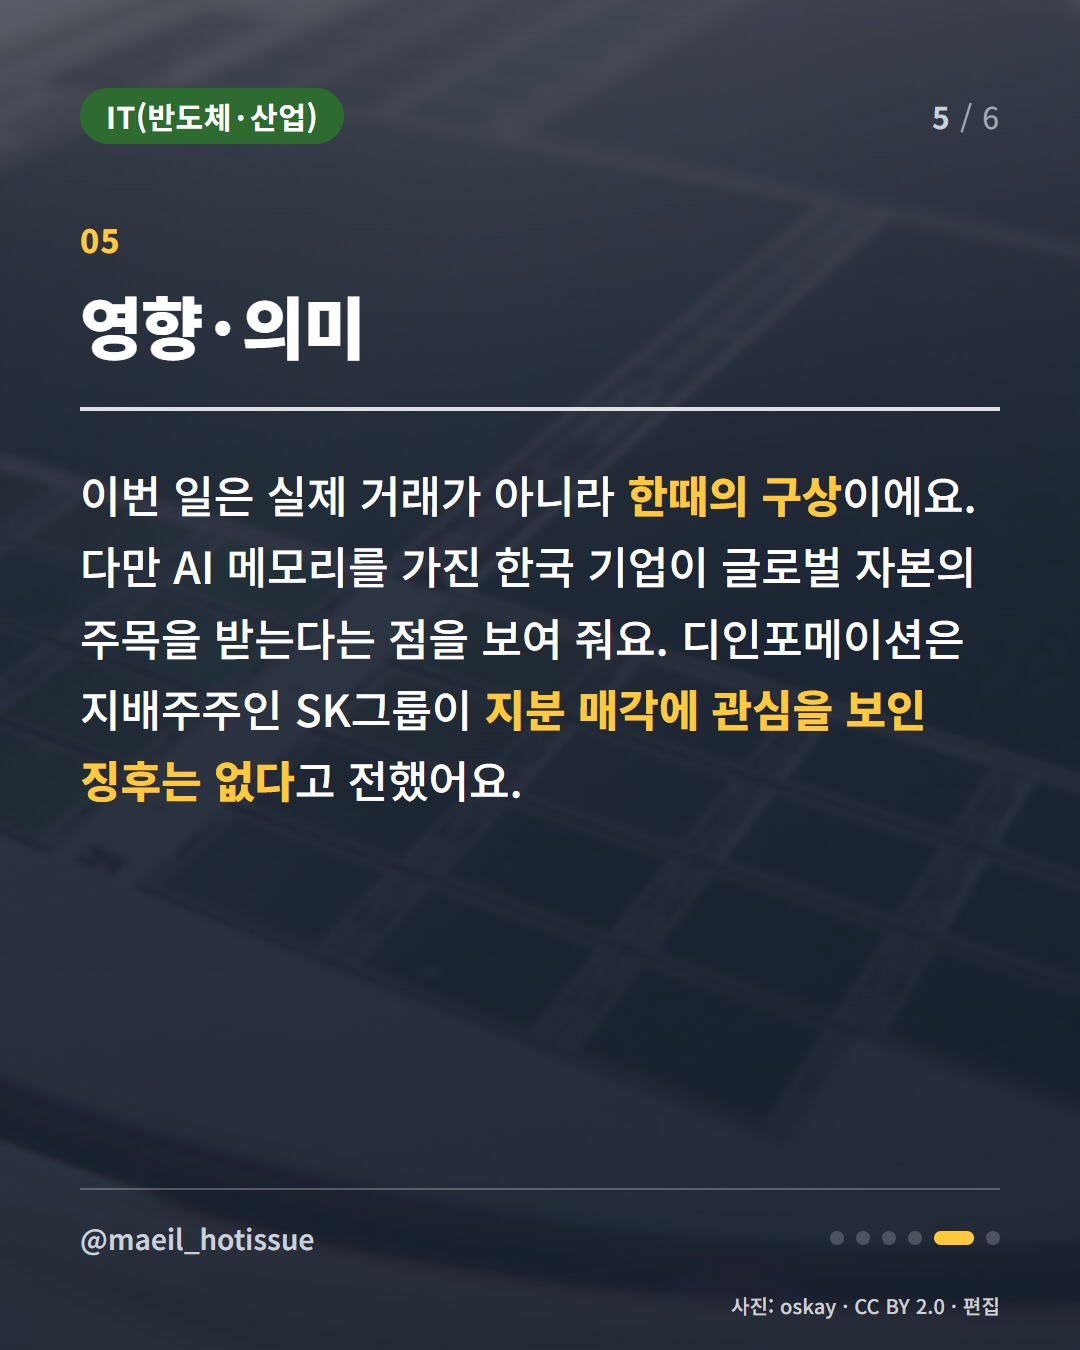 IT(반도체·산업)
5 / 6
05
영향·의미
이번 일은 실제 거래가 아니라 한때의 구상이에요.
다만 AI 메모리를 가진 한국 기업이 글로벌 자본의
주목을 받는다는 점을 보여 줘요. 디인포메이션은
지배주주인 SK그룹이 지분 매각에 관심을 보인
징후는 없다고 전했어요.
@maeil_hotissue
사진: oskay · CC BY 2.0 · 편집